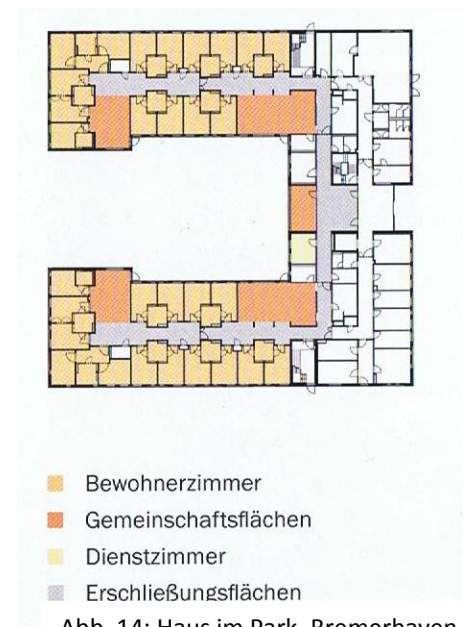 Bewohnerzimmer
Gemeinschaftsflächen
Dienstzimmer
Erschließungsflächen
Abb. 14: Haus im Park, Bremerhaven